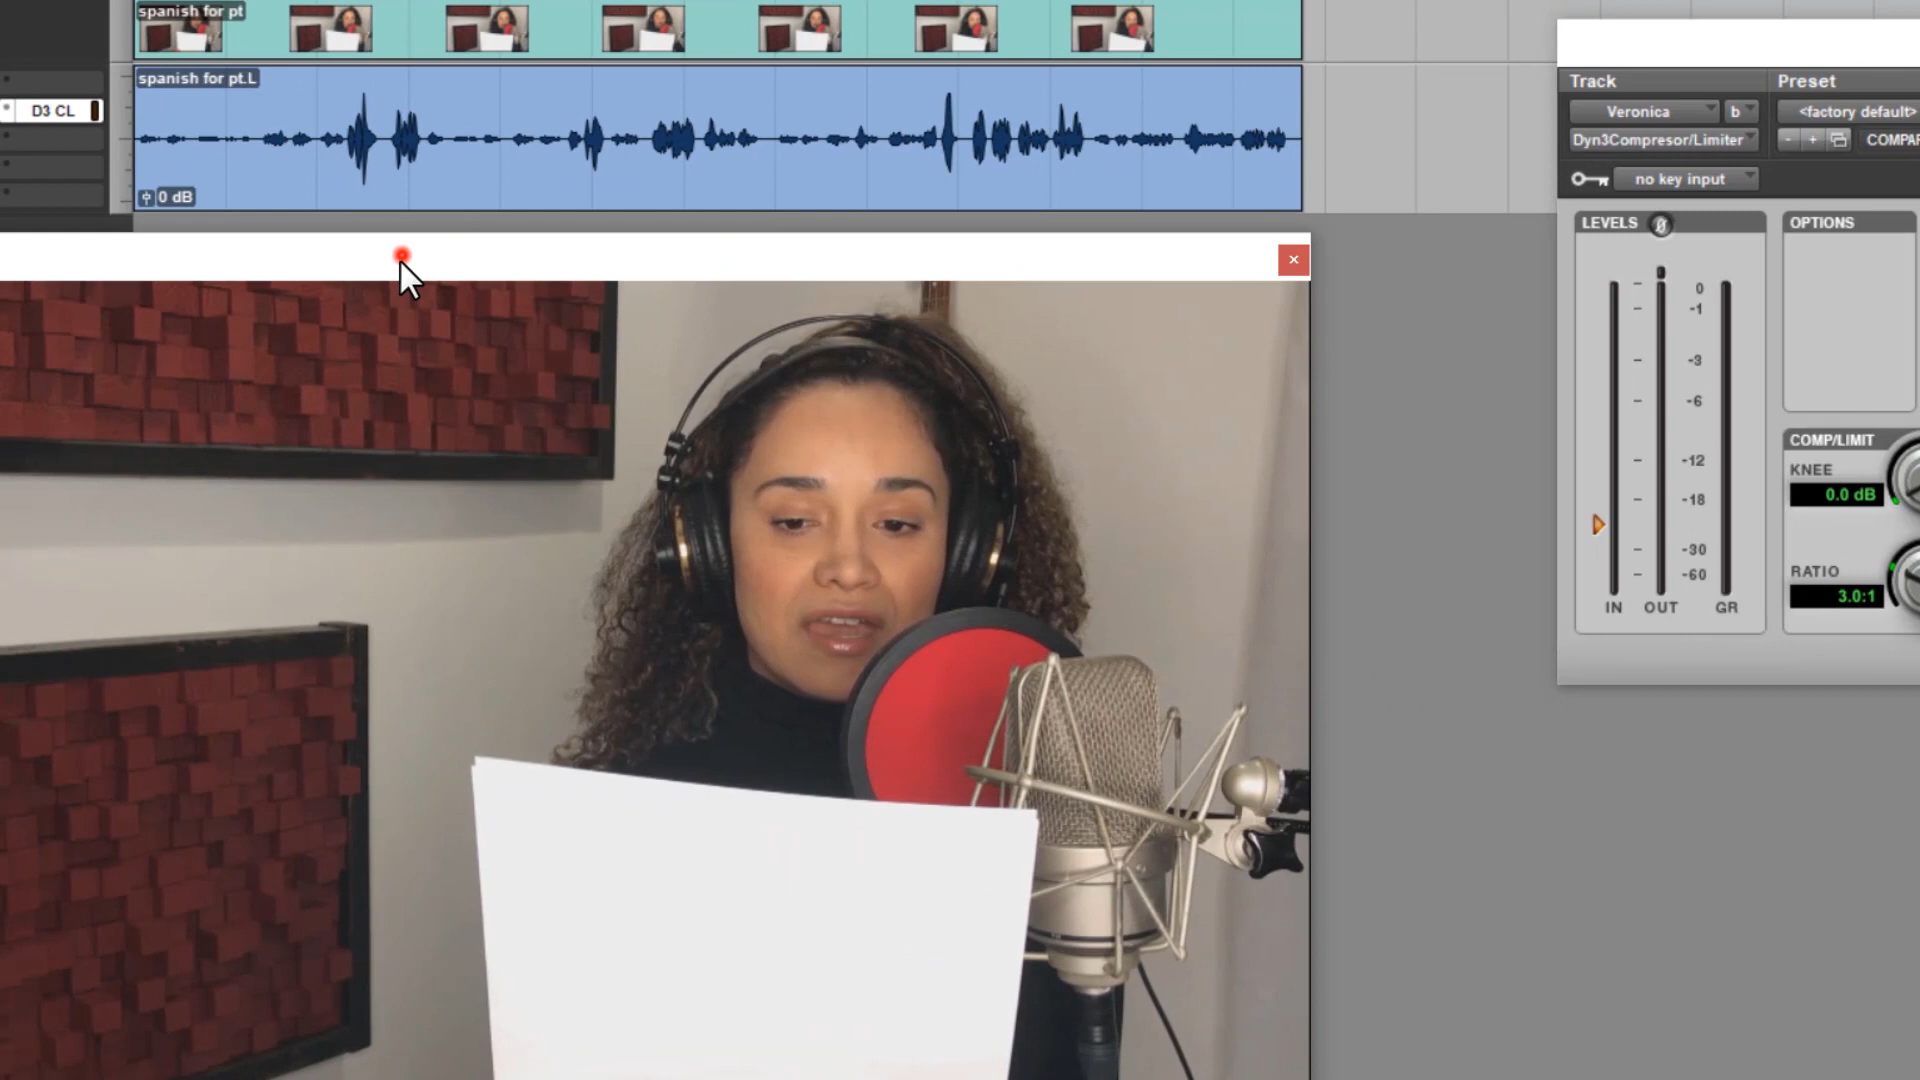 spanish for pt
spanish for pt.L
D3 CL
0 dB
Track
Preset
Veronica
b
<factory default>
Dyn3Compresor/Limiter
-
+
COMPAR
no key input
LEVELS
OPTIONS
0
-1
-3
-6
-12
-18
-30
-60
IN
OUT
GR
COMP/LIMIT
KNEE
0.0 dB
RATIO
3.0:1